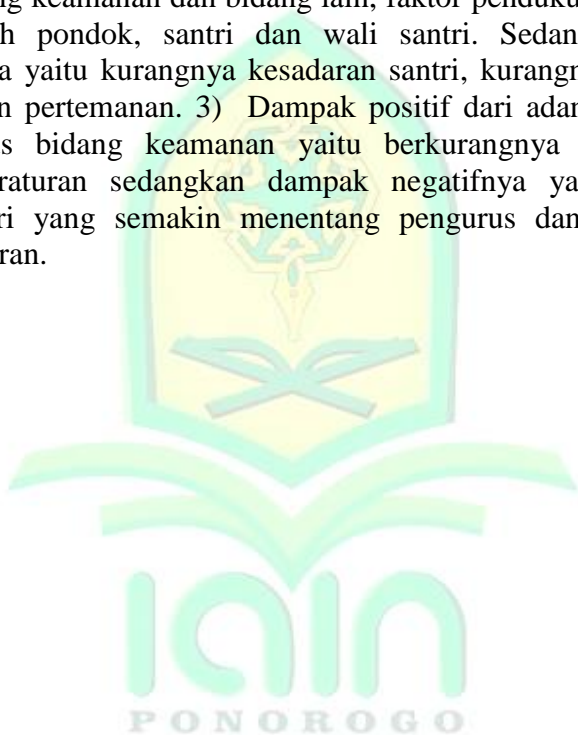 ng keamanan dan bidang lain, faktor penduku
h pondok, santri dan wali santri. Sedan
a yaitu kurangnya kesadaran santri, kurangn
n pertemanan. 3) Dampak positif dari adan
s bidang keamanan yaitu berkurangnya
raturan sedangkan dampak negatifnya ya
ri yang semakin menentang pengurus dan
ran.
IAIN
PONOROGO